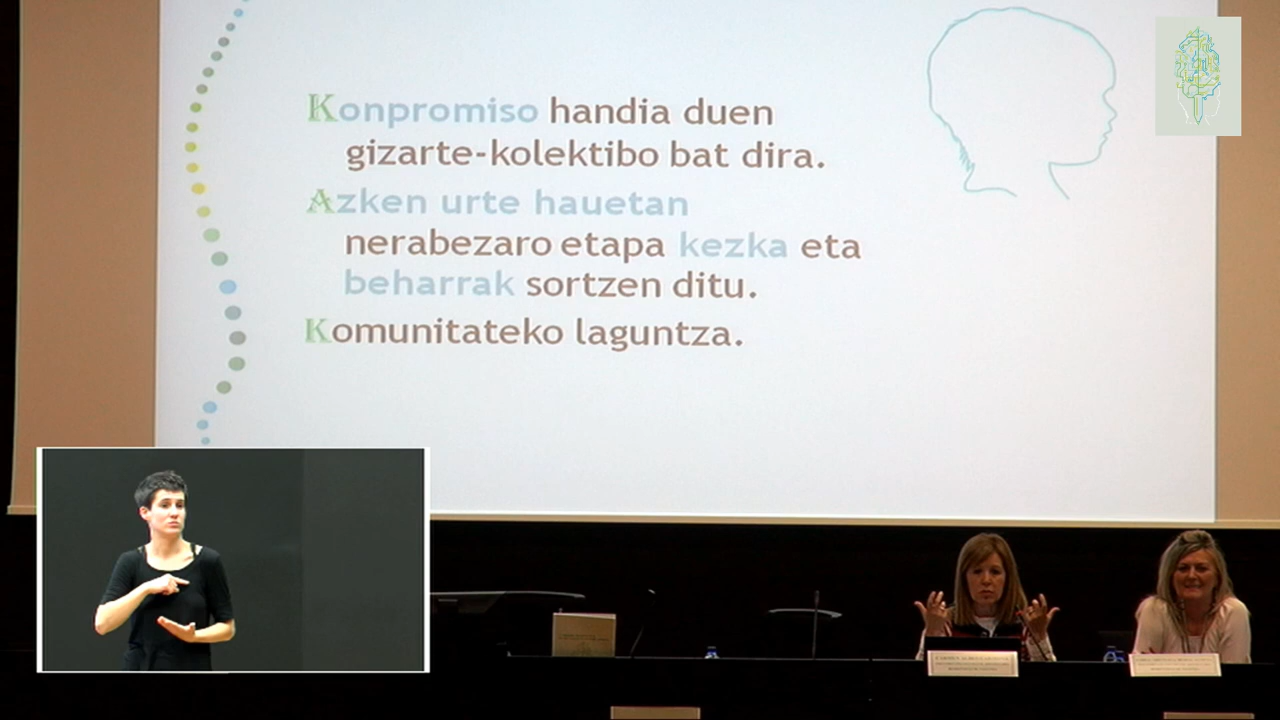 Konpromiso handia duen
gizarte-kolektibo bat dira.
Azken urte hauetan
nerabezaro etapa kezka eta
beharrak sortzen ditu.
Komunitateko laguntza.